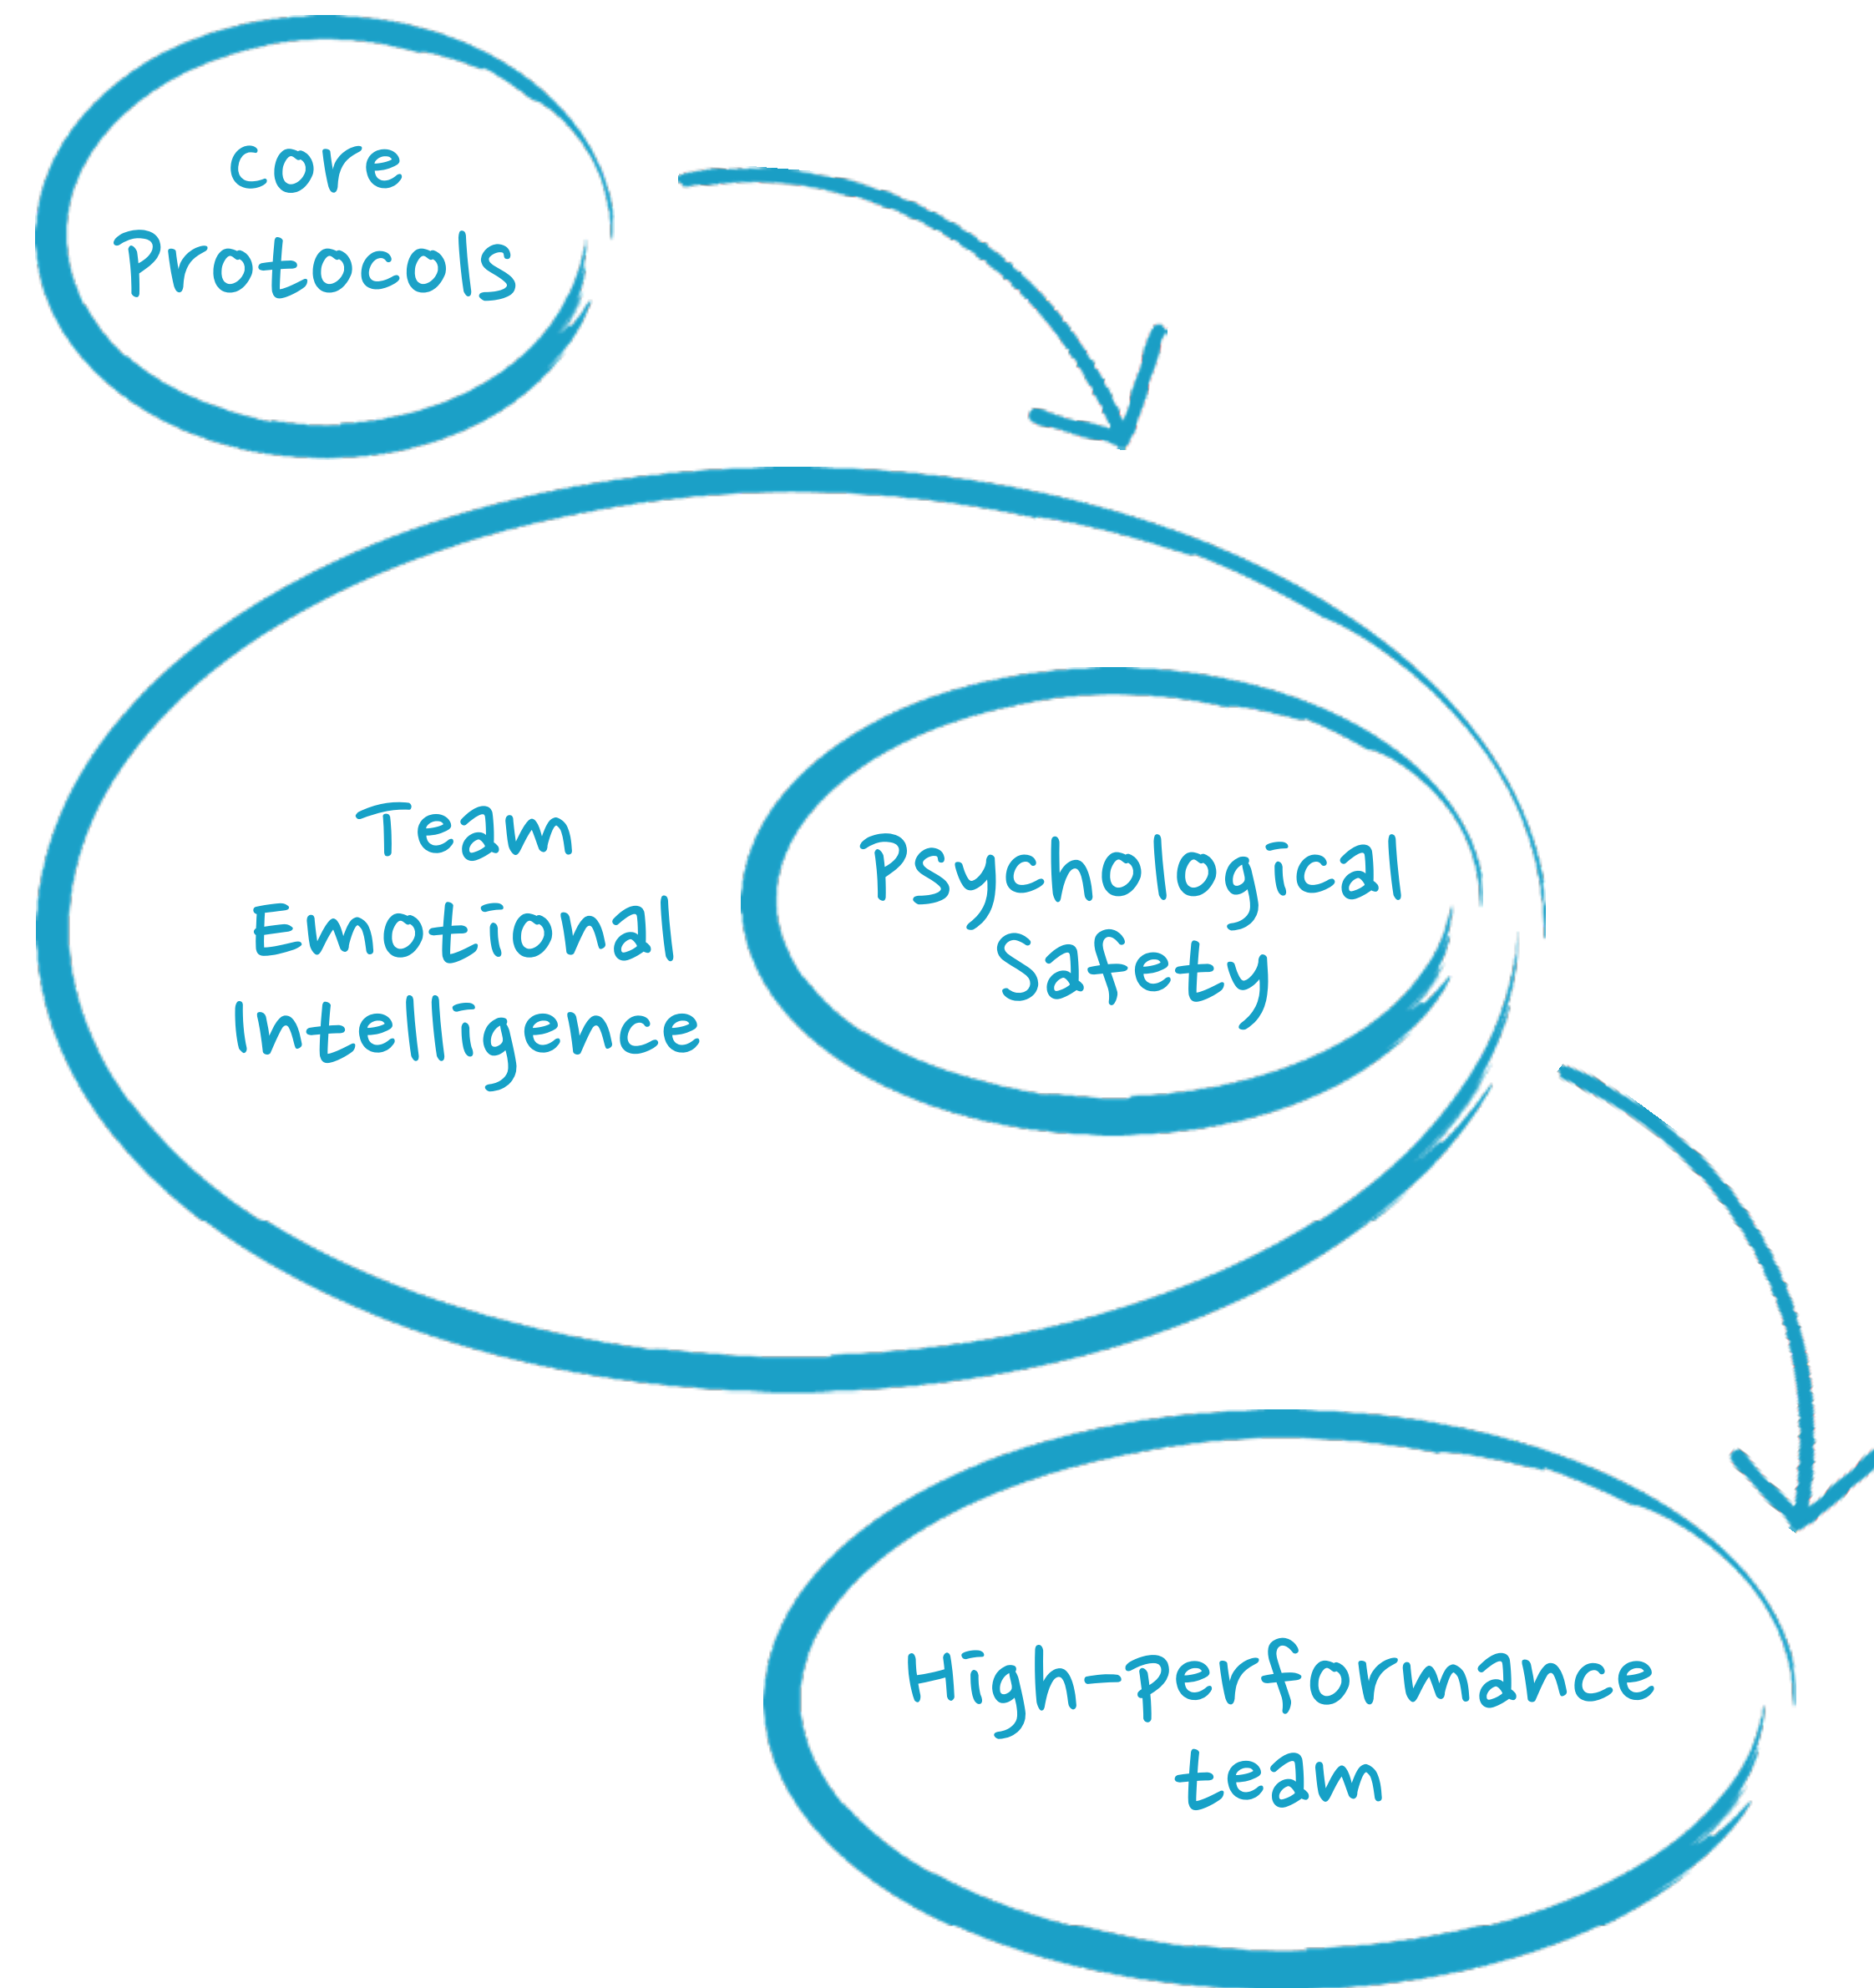 core
Protocols
Team
Emotional
Intelligence
Psychological
Safety
High-performance
team